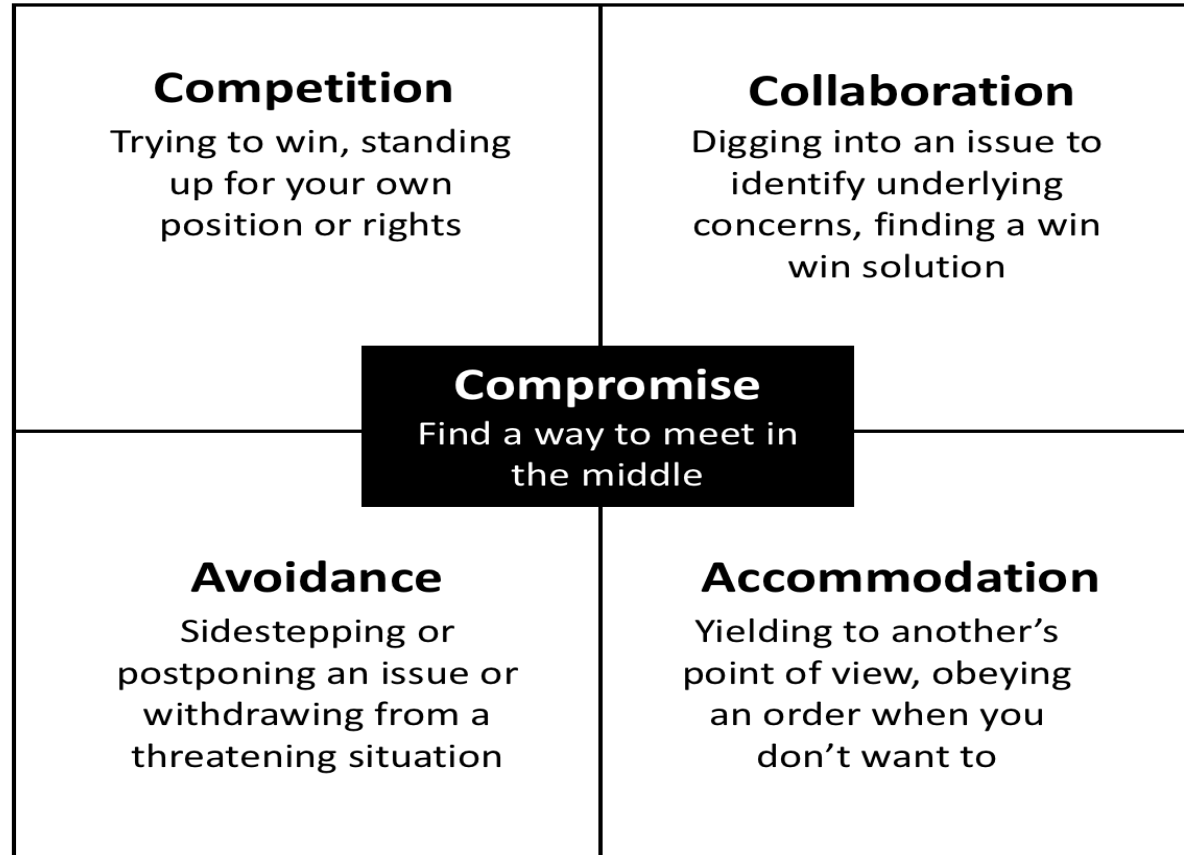 Competition
Trying to win, standing
up for your own
position or rights
Collaboration
Digging into an issue to
identify underlying
concerns, finding a win
win solution
Compromise
Find a way to meet in
the middle
Avoidance
Sidestepping or
postponing an issue or
withdrawing from a
threatening situation
Accommodation
Yielding to another’s
point of view, obeying
an order when you
don’t want to